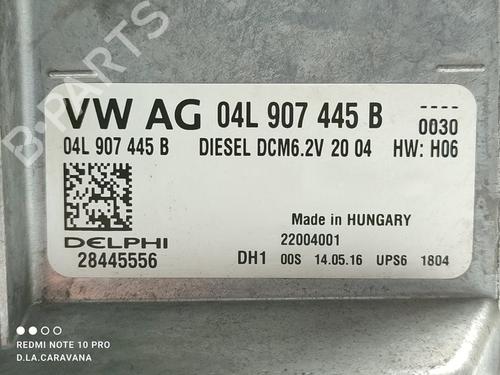 B-PARTS
VW AG 04L 907 445 B ----
0030
04L 907 445 B DIESEL DCM6.2V 20 04 HW: H06
Made in HUNGARY
DELPHI 22004001
28445556 DH1 00S 14.05.16 UPS6 1804
REDMI NOTE 10 PRO
D.LA.CARAVANA